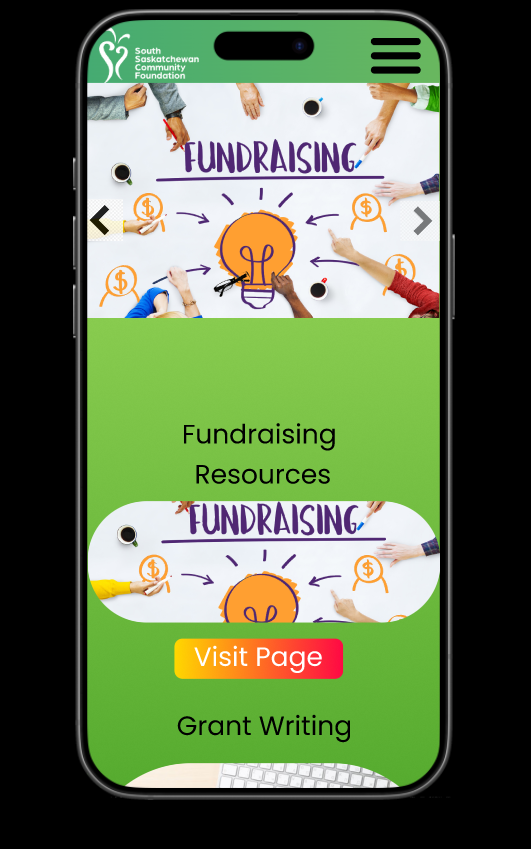 South
Saskatchewan
Community
Foundation
FUNDRAISING
$
$
$
$
Fundraising
Resources
FUNDRAISING
$
$
Visit Page
Grant Writing